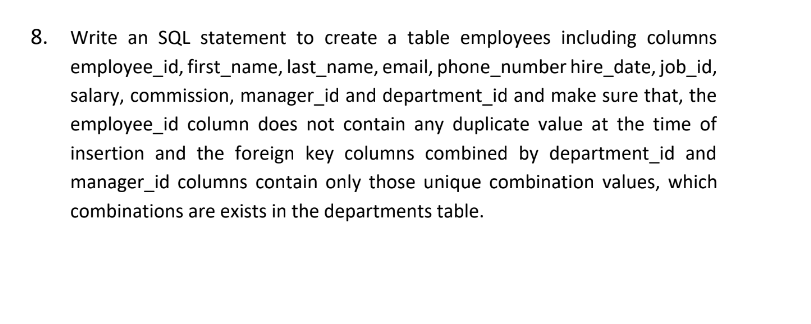 8. Write an SQL statement to create a table employees including columns
employee_id, first_name, last_name, email, phone_number hire_date, job_id,
salary, commission, manager_id and department_id and make sure that, the
employee_id column does not contain any duplicate value at the time of
insertion and the foreign key columns combined by department_id and
manager_id columns contain only those unique combination values, which
combinations are exists in the departments table.